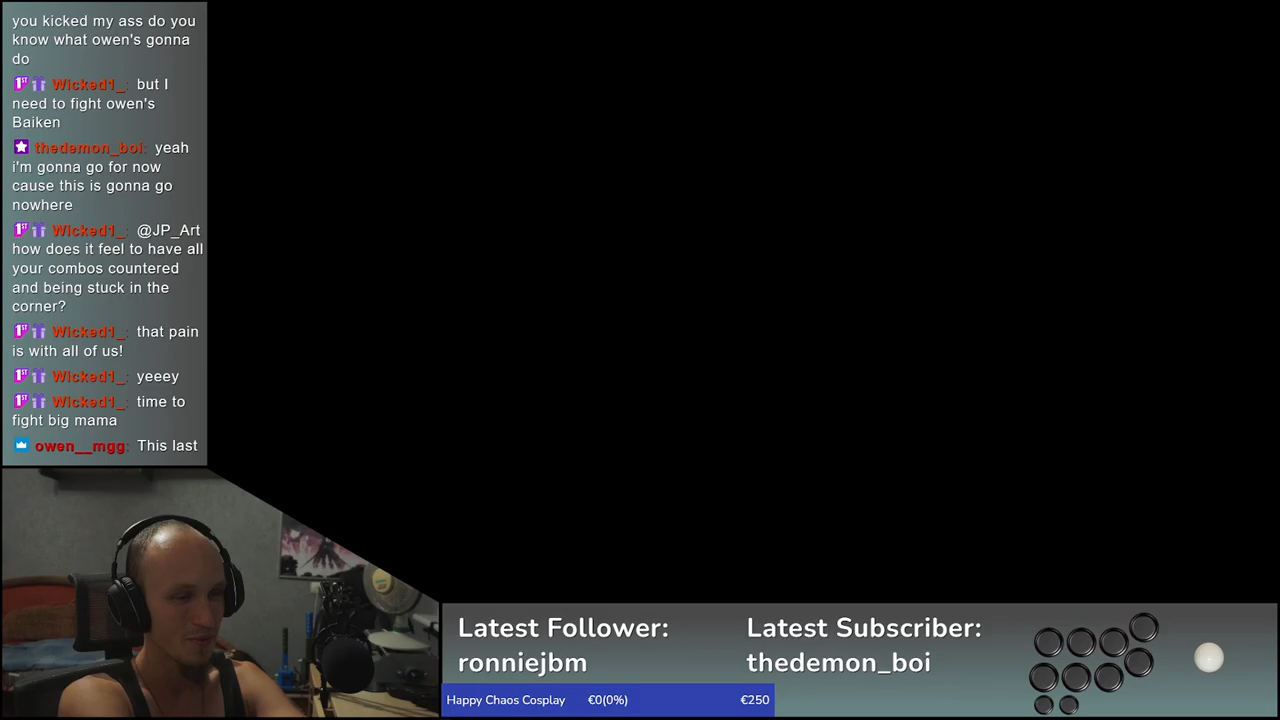 you kicked my ass do you
know what owen's gonna
do
Wicked1_: but I
need to fight owen's
Baiken
thedemon_boi: yeah
i'm gonna go for now
cause this is gonna go
nowhere
Wicked1_: @JP_Art
how does it feel to have all
your combos countered
and being stuck in the
corner?
Wicked1_: that pain
is with all of us!
Wicked1_: yeeey
Wicked1_: time to
fight big mama
owen__mgg: This last
Latest Follower:
ronniejbm
Latest Subscriber:
thedemon_boi
Happy Chaos Cosplay €0(0%) €250